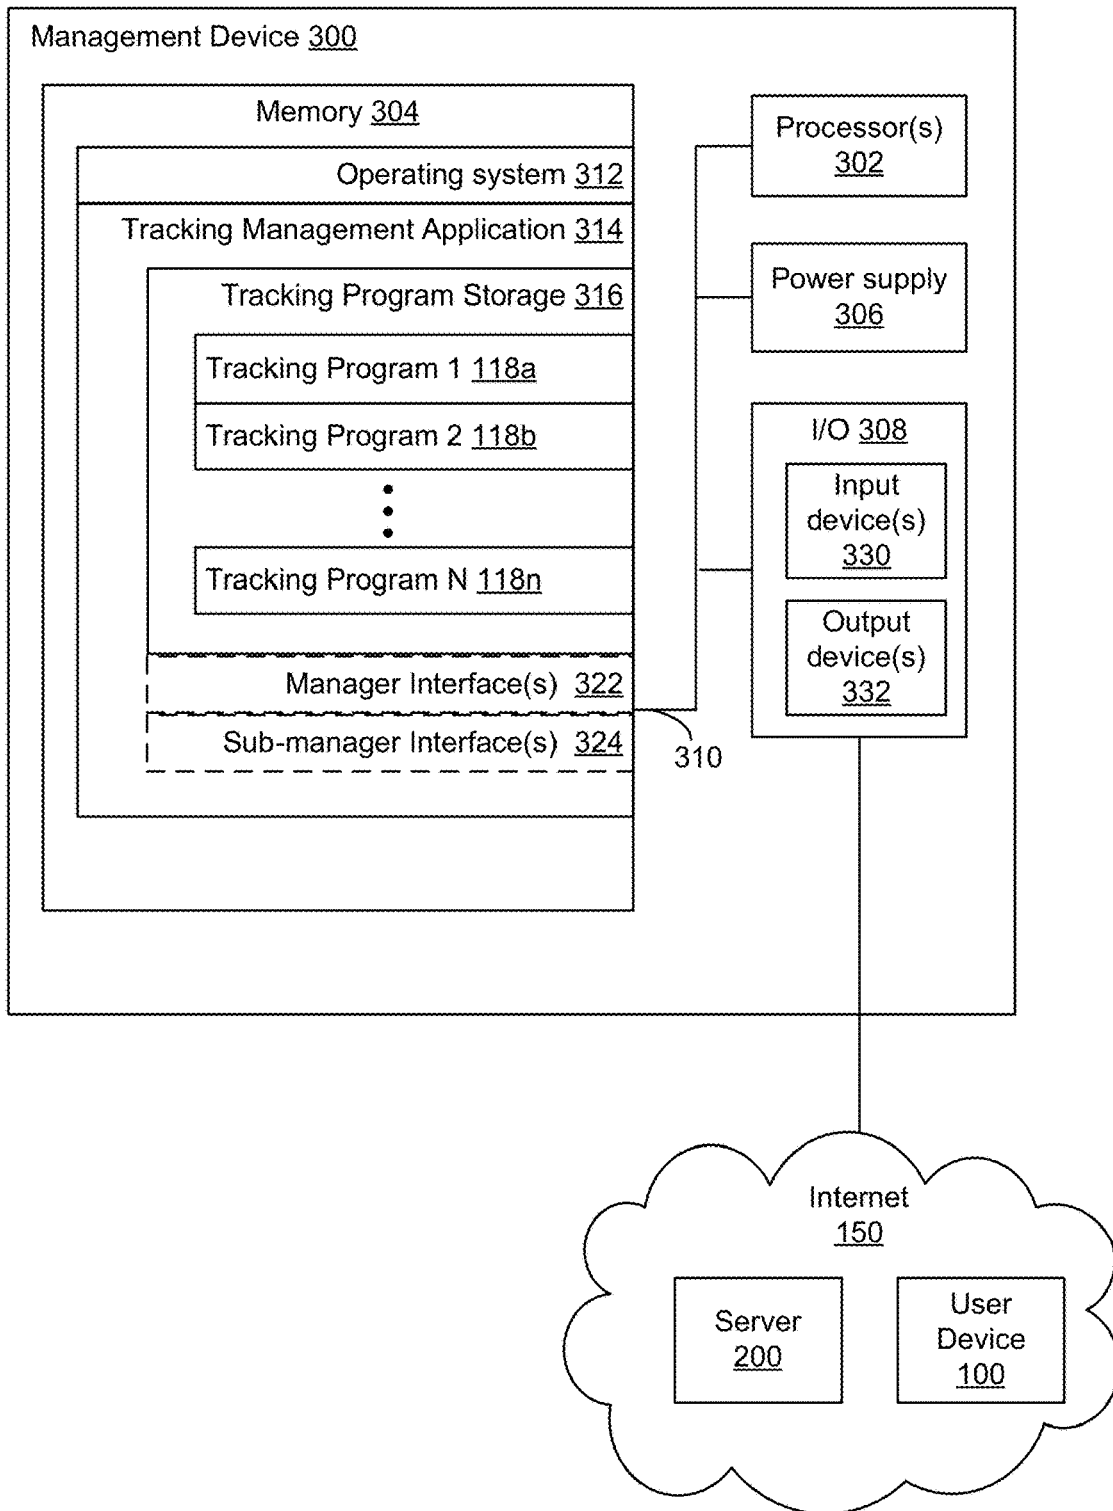 Management Device 300
Memory 304
Operating system 312
Tracking Management Application 314
Tracking Program Storage 316
Tracking Program 1 118a
Tracking Program 2 118b
Tracking Program N 118n
Manager Interface(s) 322
Sub-manager Interface(s) 324
310
Processor(s)
302
Power supply
306
I/O 308
Input
device(s)
330
Output
device(s)
332
Internet
150
Server
200
User
Device
100